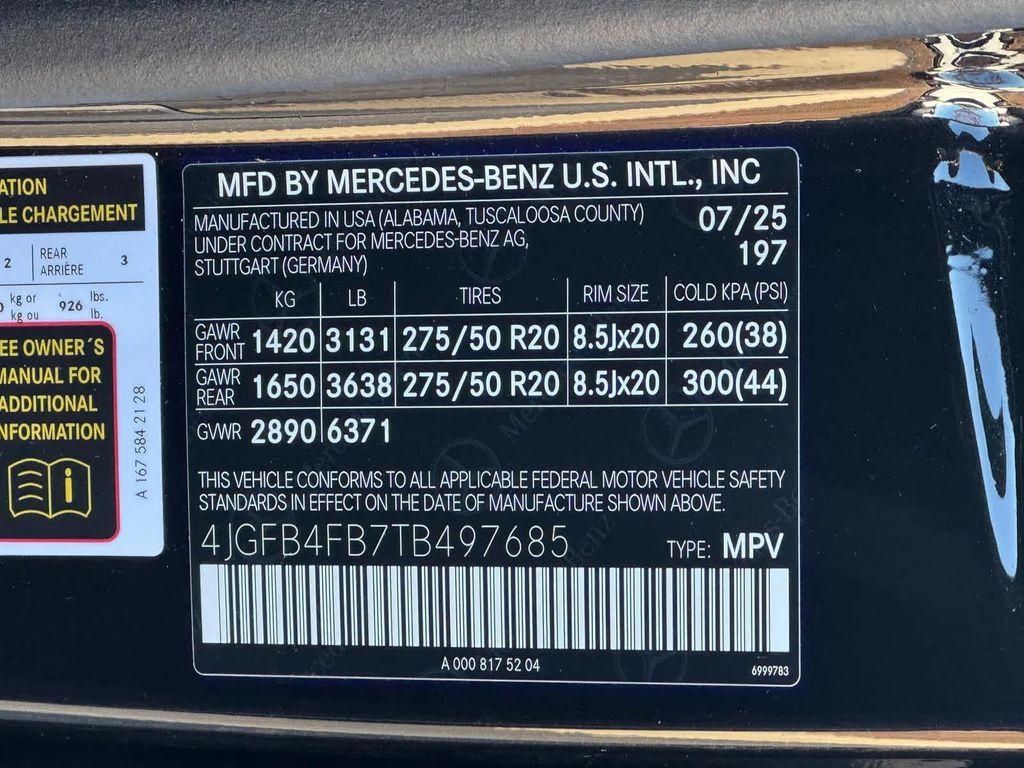 ATION
LE CHARGEMENT
2 REAR ARRIÈRE 3
kg or 926 lbs.
kg ou lb.
EE OWNER´S
MANUAL FOR
ADDITIONAL
NFORMATION
A 167 584 21 28
MFD BY MERCEDES-BENZ U.S. INTL., INC
MANUFACTURED IN USA (ALABAMA, TUSCALOOSA COUNTY) 07/25
UNDER CONTRACT FOR MERCEDES-BENZ AG, 197
STUTTGART (GERMANY)
KG LB TIRES RIM SIZE COLD KPA (PSI)
GAWR FRONT 1420 3131 275/50 R20 8.5Jx20 260(38)
GAWR REAR 1650 3638 275/50 R20 8.5Jx20 300(44)
GVWR 2890 6371
THIS VEHICLE CONFORMS TO ALL APPLICABLE FEDERAL MOTOR VEHICLE SAFETY
STANDARDS IN EFFECT ON THE DATE OF MANUFACTURE SHOWN ABOVE.
4JGFB4FB7TB497685 TYPE: MPV
A 000 817 52 04
6999783